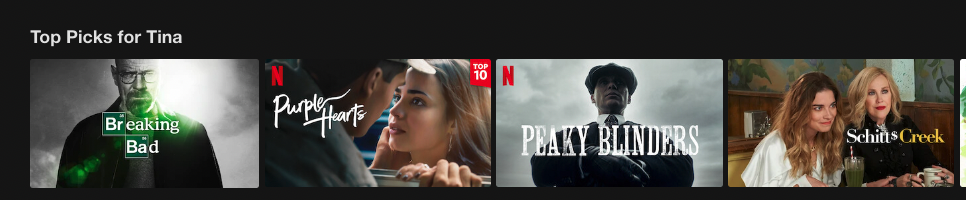 Top Picks for Tina
Breaking
Bad
N
Purple
Hearts
TOP
10
N
PEAKY BLINDERS
Schitt$ Creek